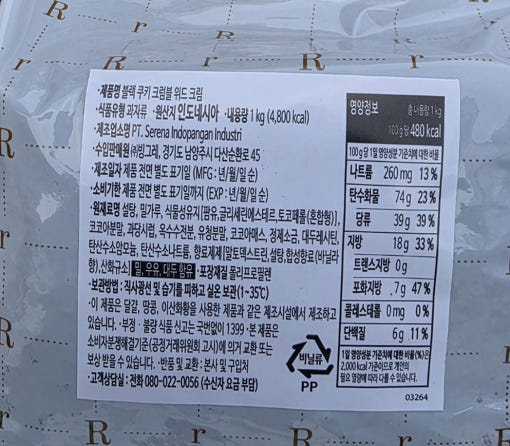 R R R
r r r R r
·제품명 블랙 쿠키 크럼블 위드 크림
·식품유형 과자류 ·원산지 인도네시아 ·내용량 1 kg (4,800 kcal)
·제조업소명 PT. Serena Indopangan Industri
·수입판매원 ㈜빙그레, 경기도 남양주시 다산순환로 45
·제조일자 제품 전면 별도 표기일 (MFG : 년/월/일 순)
·소비기한 제품 전면 별도 표기일까지 (EXP : 년/월/일 순)
·원재료명 설탕, 밀가루, 식물성유지[팜유,글리세린에스테르,토코페롤(혼합형)],
코코아분말, 과당시럽, 옥수수전분, 유청분말, 코코아매스, 정제소금, 대두레시틴,
탄산수소암모늄, 탄산수소나트륨, 향료제제[말토덱스트린,설탕,합성향료(바닐라
향),산화규소] 밀, 우유, 대두 함유 ·포장재질 폴리프로필렌
·보관방법 : 직사광선 및 습기를 피하고 실온 보관(1~35℃)
·이 제품은 달걀, 땅콩, 이산화황을 사용한 제품과 같은 제조시설에서 제조하고
있습니다. ·부정 · 불량 식품 신고는 국번없이 1399 ·본 제품은
소비자분쟁해결기준(공정거래위원회 고시)에 의거 교환 또는
보상 받을 수 있습니다. ·반품 및 교환 : 본사 및 구입처
·고객상담실 : 전화 080-022-0056 (수신자 요금 부담)
비닐류
PP
영양정보
총 내용량 1 kg
100 g당 480 kcal
100 g당 1일 영양성분 기준치에 대한 비율
나트륨 260 mg 13 %
탄수화물 74 g 23 %
당류 39 g 39 %
지방 18 g 33 %
트랜스지방 0 g
포화지방 7 g 47 %
콜레스테롤 0 mg 0 %
단백질 6 g 11 %
1일 영양성분 기준치에 대한 비율(%)은
2,000 kcal 기준이므로 개인의
필요 열량에 따라 다를 수 있습니다.
03264
R r R r R r